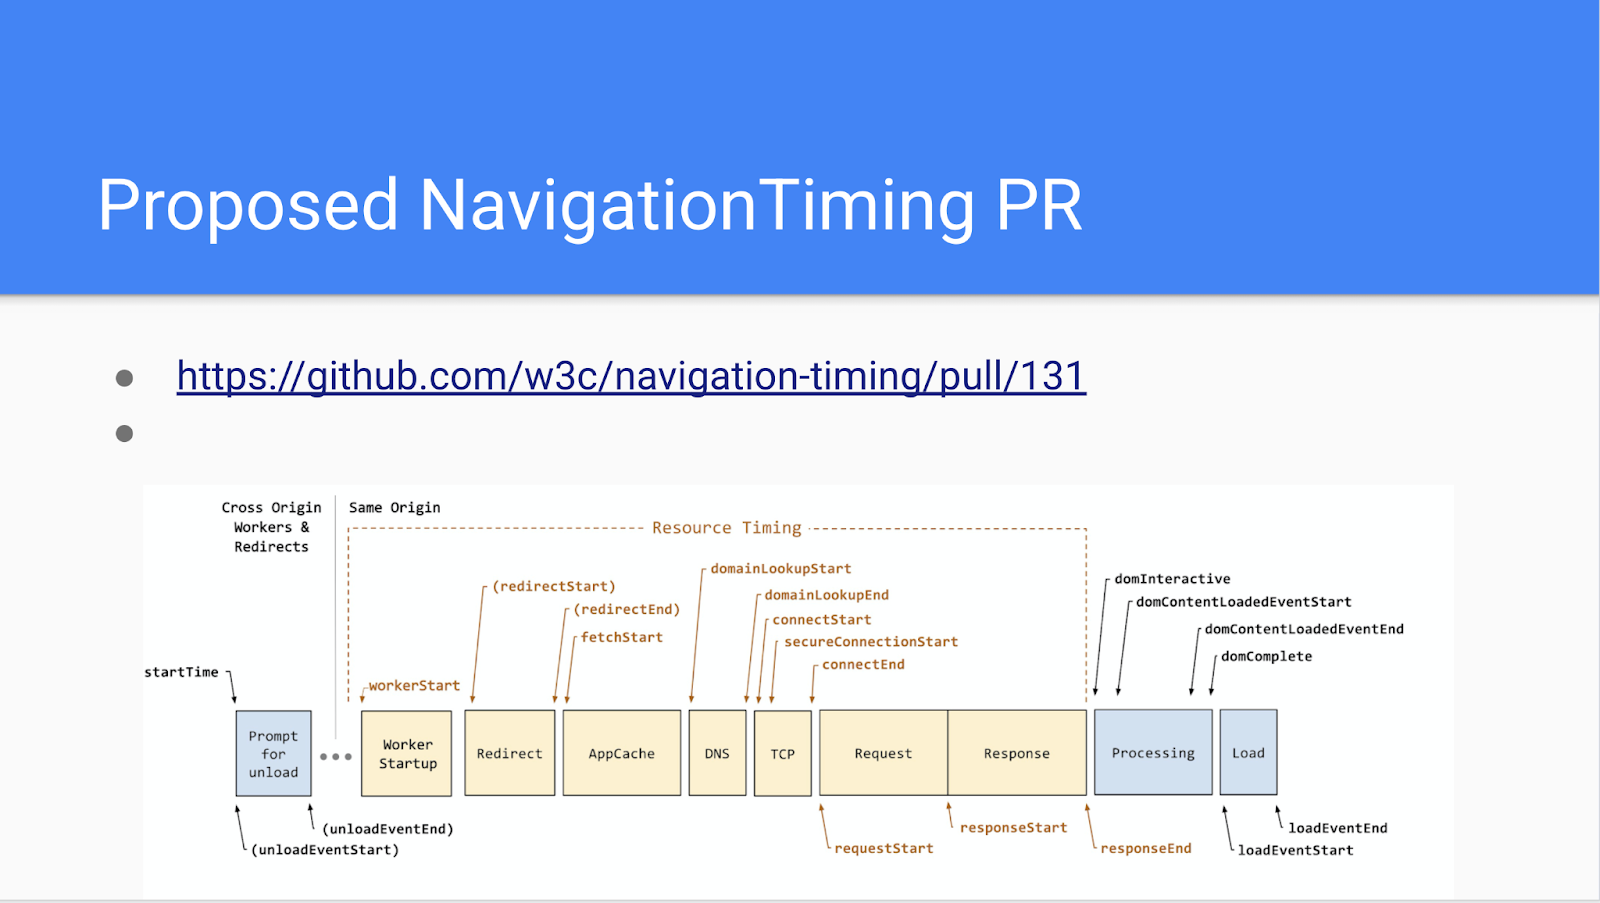 Proposed NavigationTiming PR
https://github.com/w3c/navigation-timing/pull/131
Cross Origin
Workers &
Redirects
Same Origin
Resource Timing
domainLookupStart
(redirectStart)
domainLookupEnd
(redirectEnd)
connectStart
fetchStart
secureConnectionStart
connectEnd
domInteractive
domContentLoadedEventStart
domContentLoadedEventEnd
domComplete
startTime
workerStart
Prompt
for
unload
Worker
Startup
Redirect
AppCache
DNS
TCP
Request
Response
Processing
Load
(unloadEventEnd)
(unloadEventStart)
requestStart
responseStart
responseEnd
loadEventEnd
loadEventStart